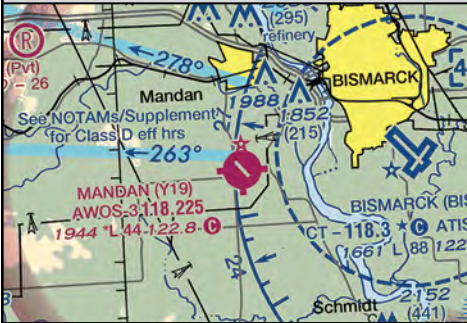 (295)
refinery
R
(Pvt)
- 26
278°
BISMARCK
4
Mandan
1988
1852
(215)
See NOTAMs/Supplement
for Class D eff hrs
263°
MANDAN (Y19)
AWOS-3 118.225
1944 *L 44 122.8 C
BISMARCK (BIS
CT - 118.3 * C ATIS
1661 L 88 122
24
2152
(441)
Schmidt
3